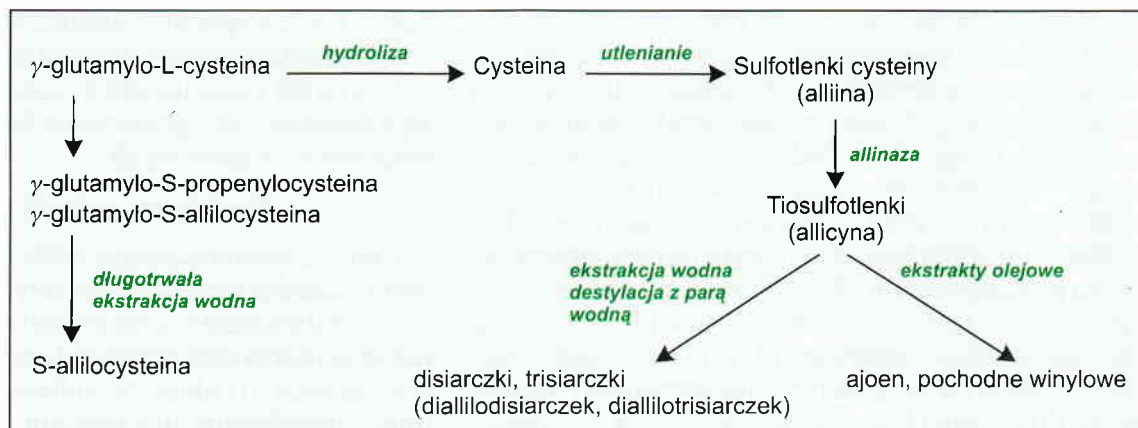 hydroliza
utlenianie
γ-glutamylo-L-cysteina
Cysteina
Sulfotlenki cysteiny
(alliina)
allinaza
γ-glutamylo-S-propenylocysteina
γ-glutamylo-S-allilocysteina
Tiosulfotlenki
(allicyna)
długotrwała
ekstrakcja wodna
ekstrakcja wodna
destylacja z parą
wodną
ekstrakty olejowe
S-allilocysteina
disiarczki, trisiarczki
(diallilodisiarczek, diallilotrisiarczek)
ajoen, pochodne winylowe